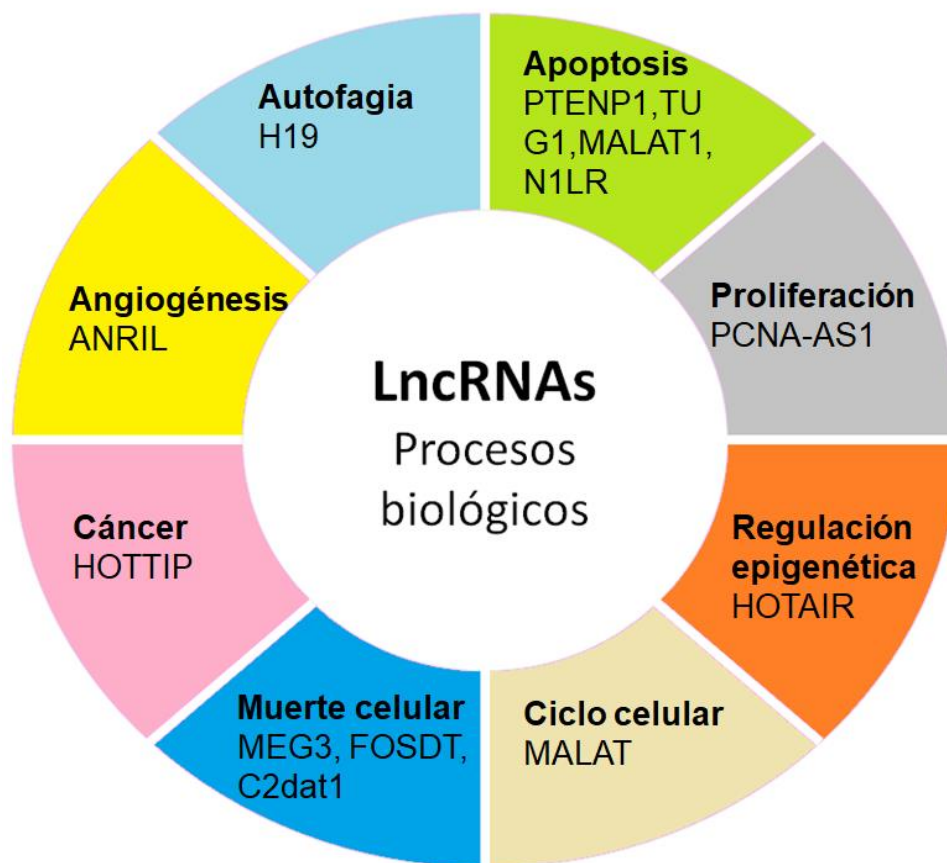 Apoptosis
PTENP1,TU
G1,MALAT1,
N1LR
Proliferación
PCNA-AS1
Regulación
epigenética
HOTAIR
Ciclo celular
MALAT
Muerte celular
MEG3, FOSDT,
C2dat1
Cáncer
HOTTIP
Angiogénesis
ANRIL
Autofagia
H19
LncRNAs
Procesos
biológicos